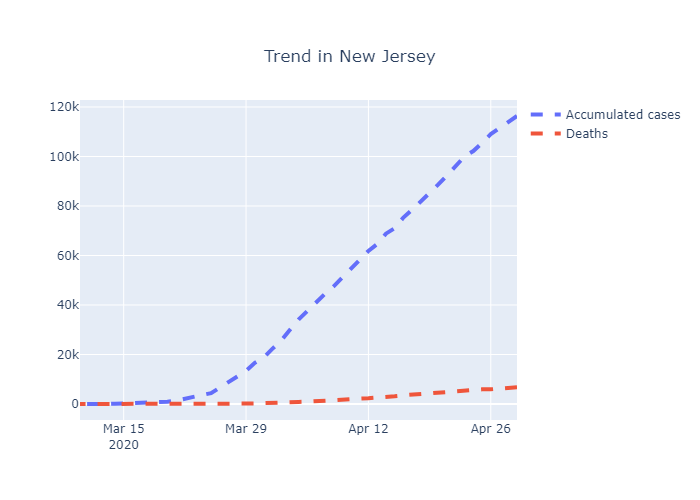 Trend in New Jersey
120k
100k
80k
60k
40k
20k
0
Mar 15
2020
Mar 29
Apr 12
Apr 26
Accumulated cases
Deaths